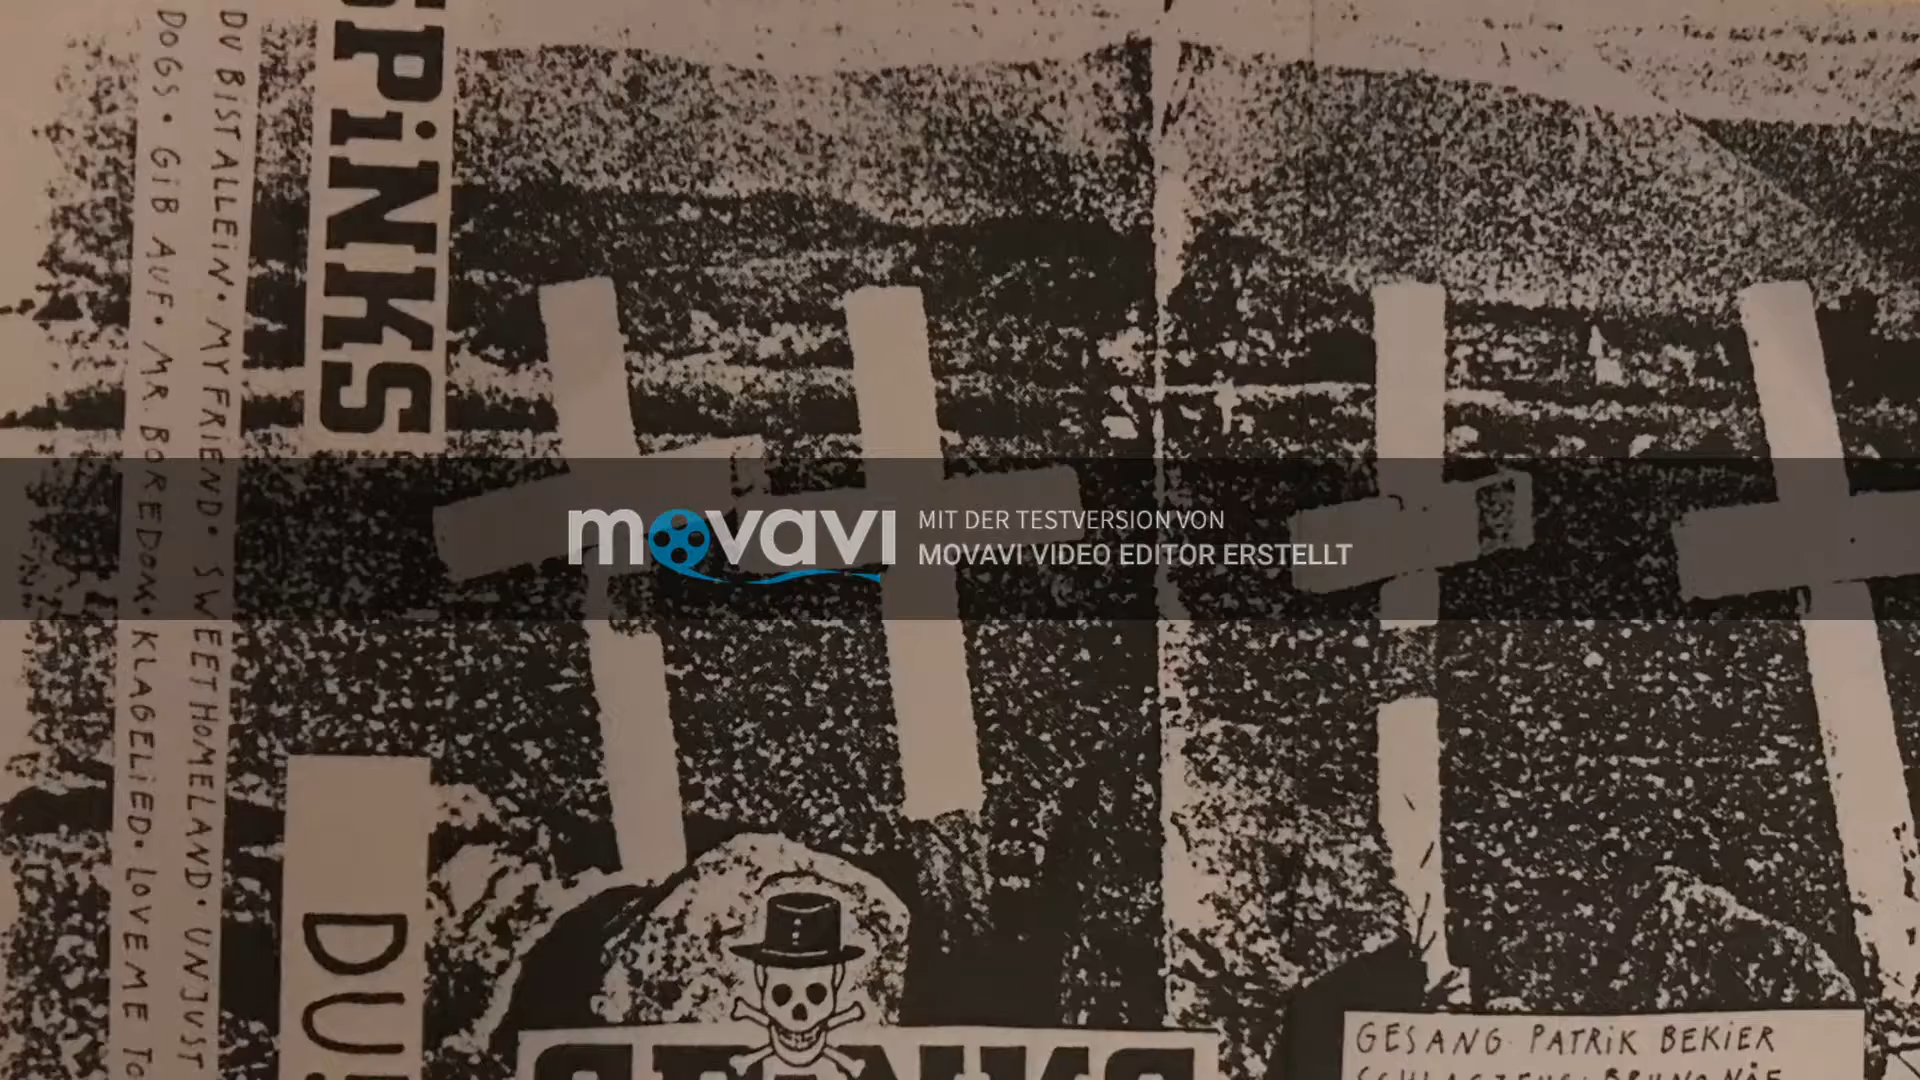 DU BIST ALLEIN • MY FRIEND • SWEET HOMELAND • UNJUST
DOGS • GIB AUF • MR. BOREDOM • KLAGELIED • LOVE ME TO
SPINKS
DU
movavi
MIT DER TESTVERSION VON
MOVAVI VIDEO EDITOR ERSTELLT
GESANG PATRIK BEKIER